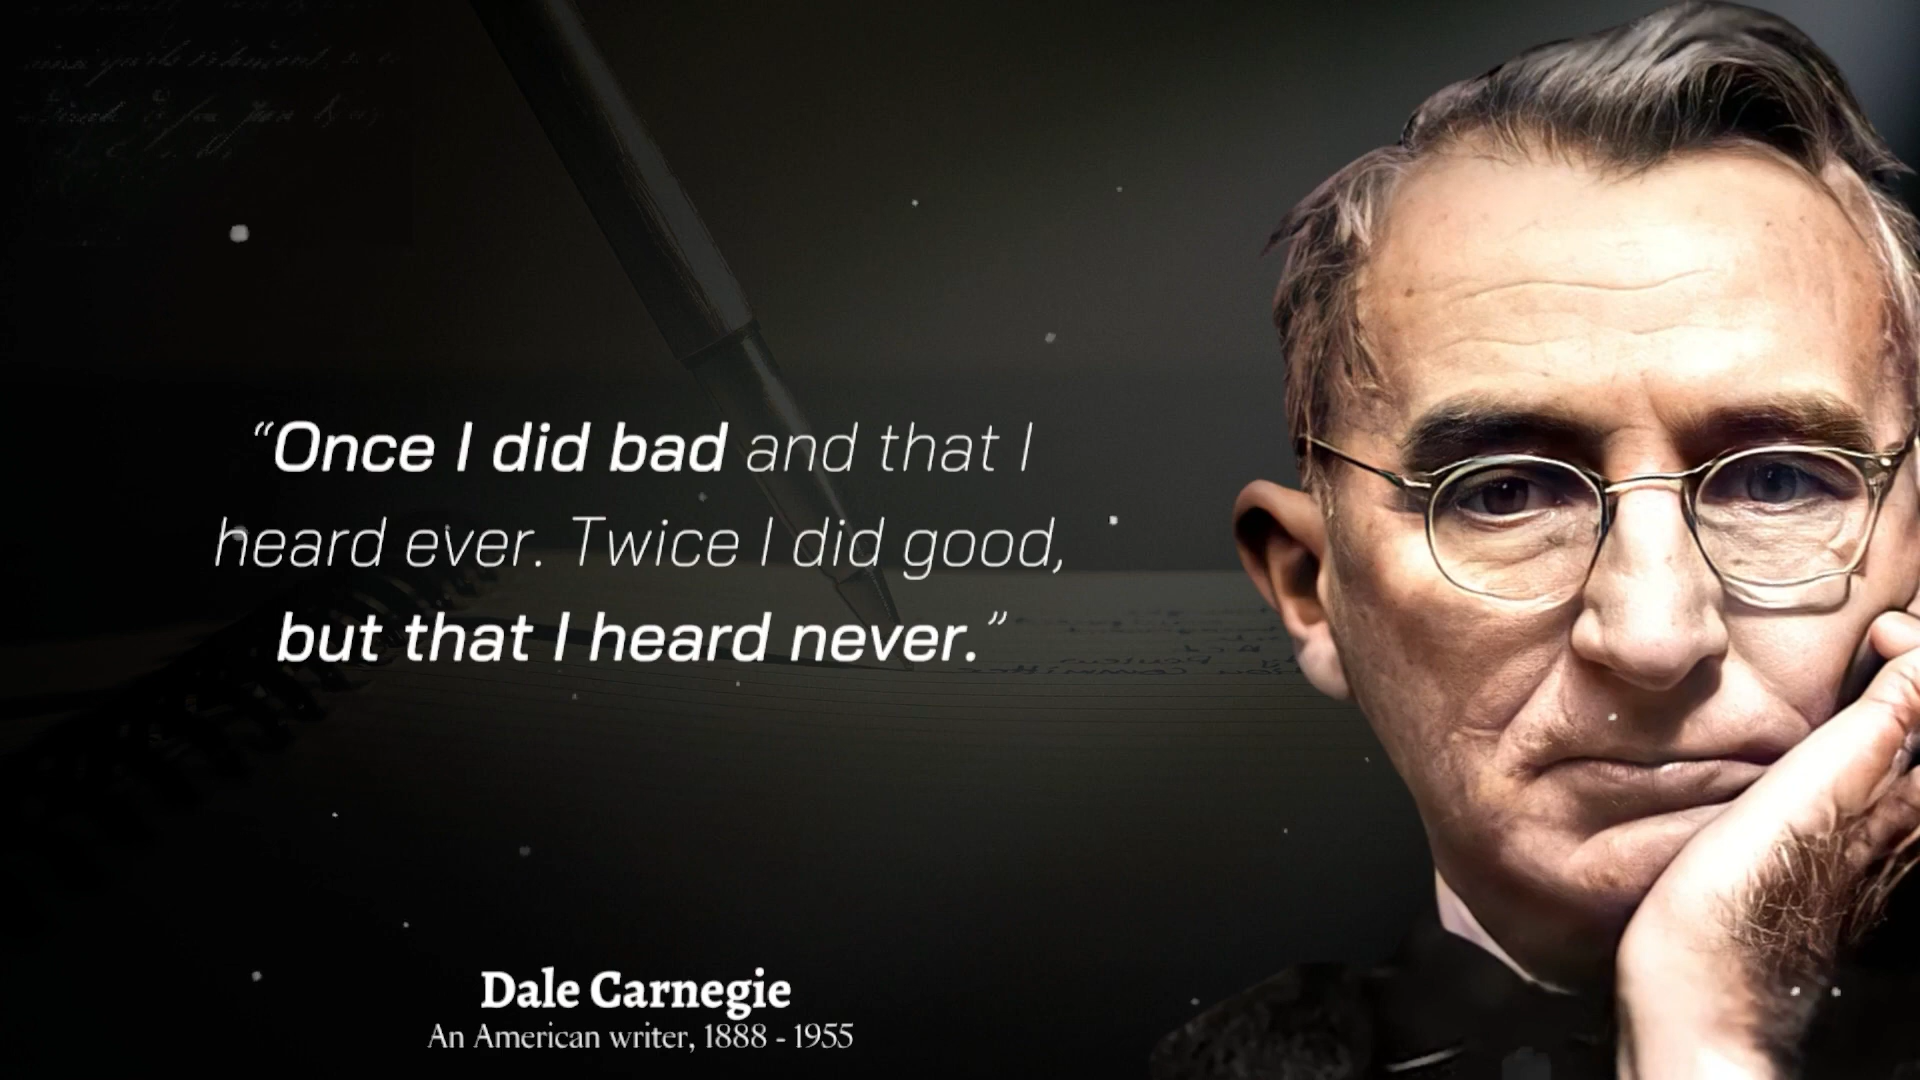 “Once I did bad and that I
heard ever. Twice I did good,
but that I heard never.”
Dale Carnegie
An American writer, 1888 - 1955